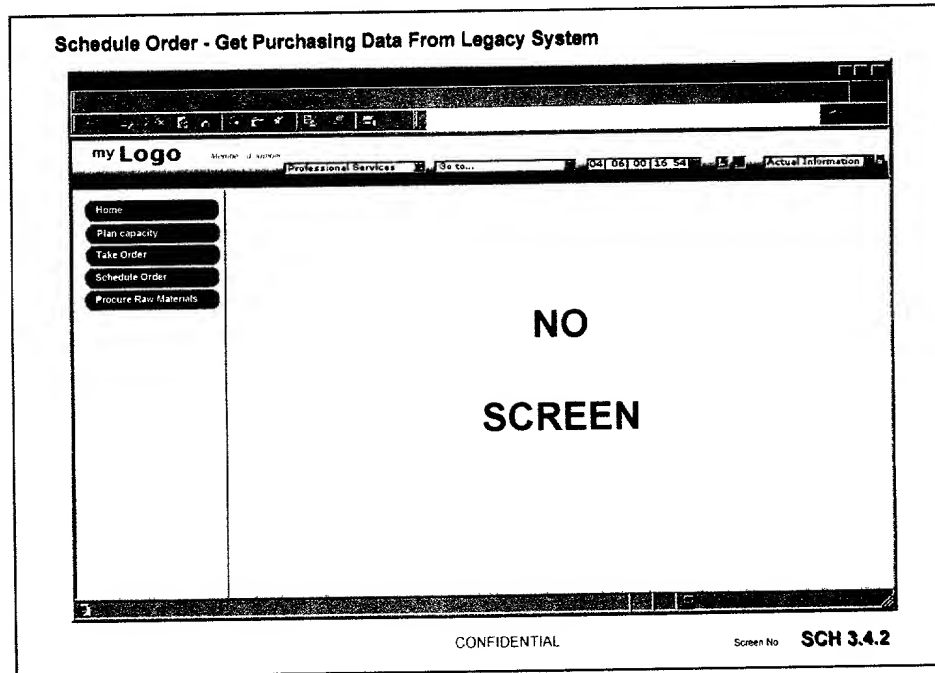 Schedule Order - Get Purchasing Data From Legacy System
my Logo
Professional Services
Go to...
04| 06| 00| 16 54
Actual Information
Home
Plan capacity
Take Order
Schedule Order
Procure Raw Materials
NO
SCREEN
CONFIDENTIAL
Screen No SCH 3.4.2